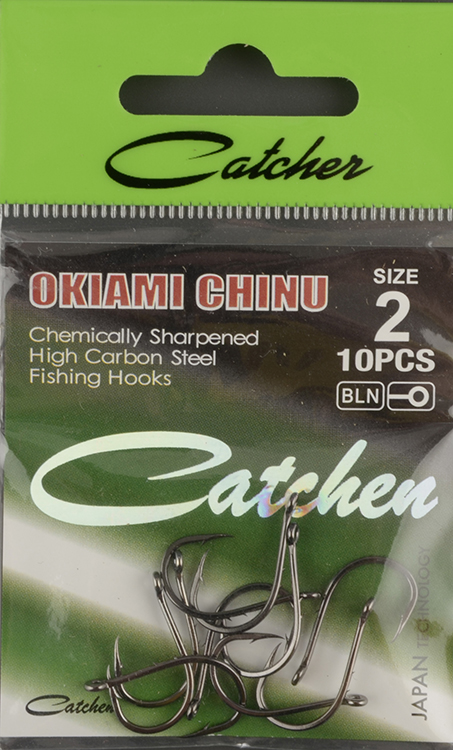 Catcher
OKIAMI CHINU
SIZE
2
10PCS
Chemically Sharpened
High Carbon Steel
Fishing Hooks
BLN
Catchen
JAPAN TECHNOLOGY
Catchen